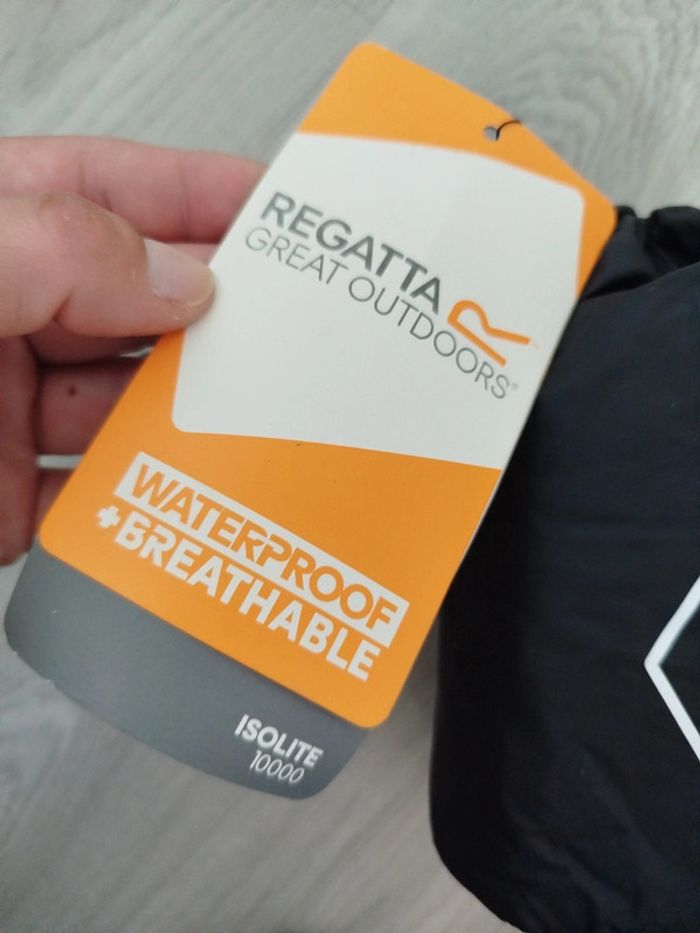 REGATTA
GREAT OUTDOORS®
WATERPROOF
+BREATHABLE
ISOLITE
10000